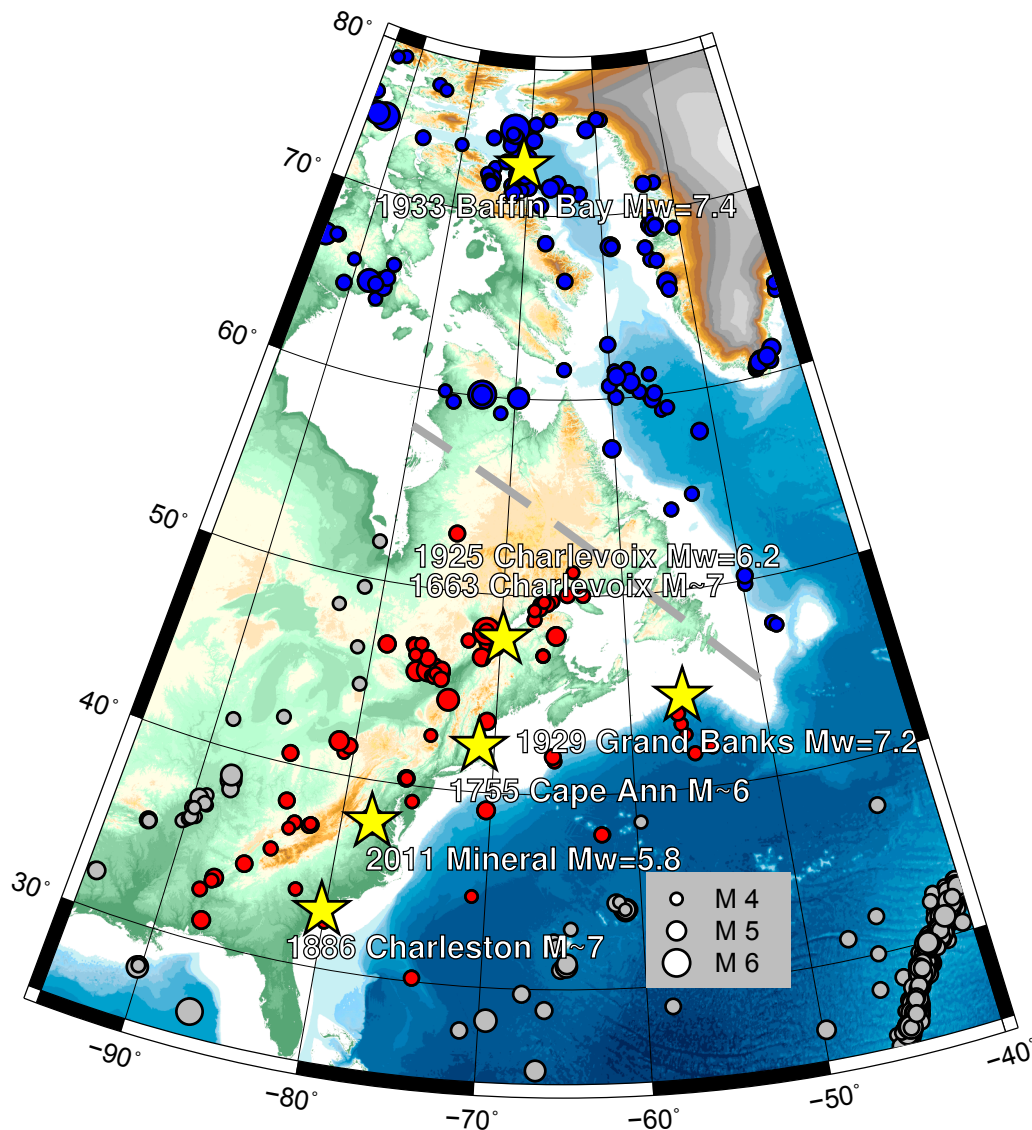 80°
70°
1933 Baffin Bay Mw=7.4
60°
50°
1925 Charlevoix Mw=6.2
1663 Charlevoix M~7
40°
1929 Grand Banks Mw=7.2
1755 Cape Ann M~6
2011 Mineral Mw=5.8
30°
M 4
M 5
M 6
1886 Charleston M~7
−90°
−80°
−70°
−60°
−50°
−40°